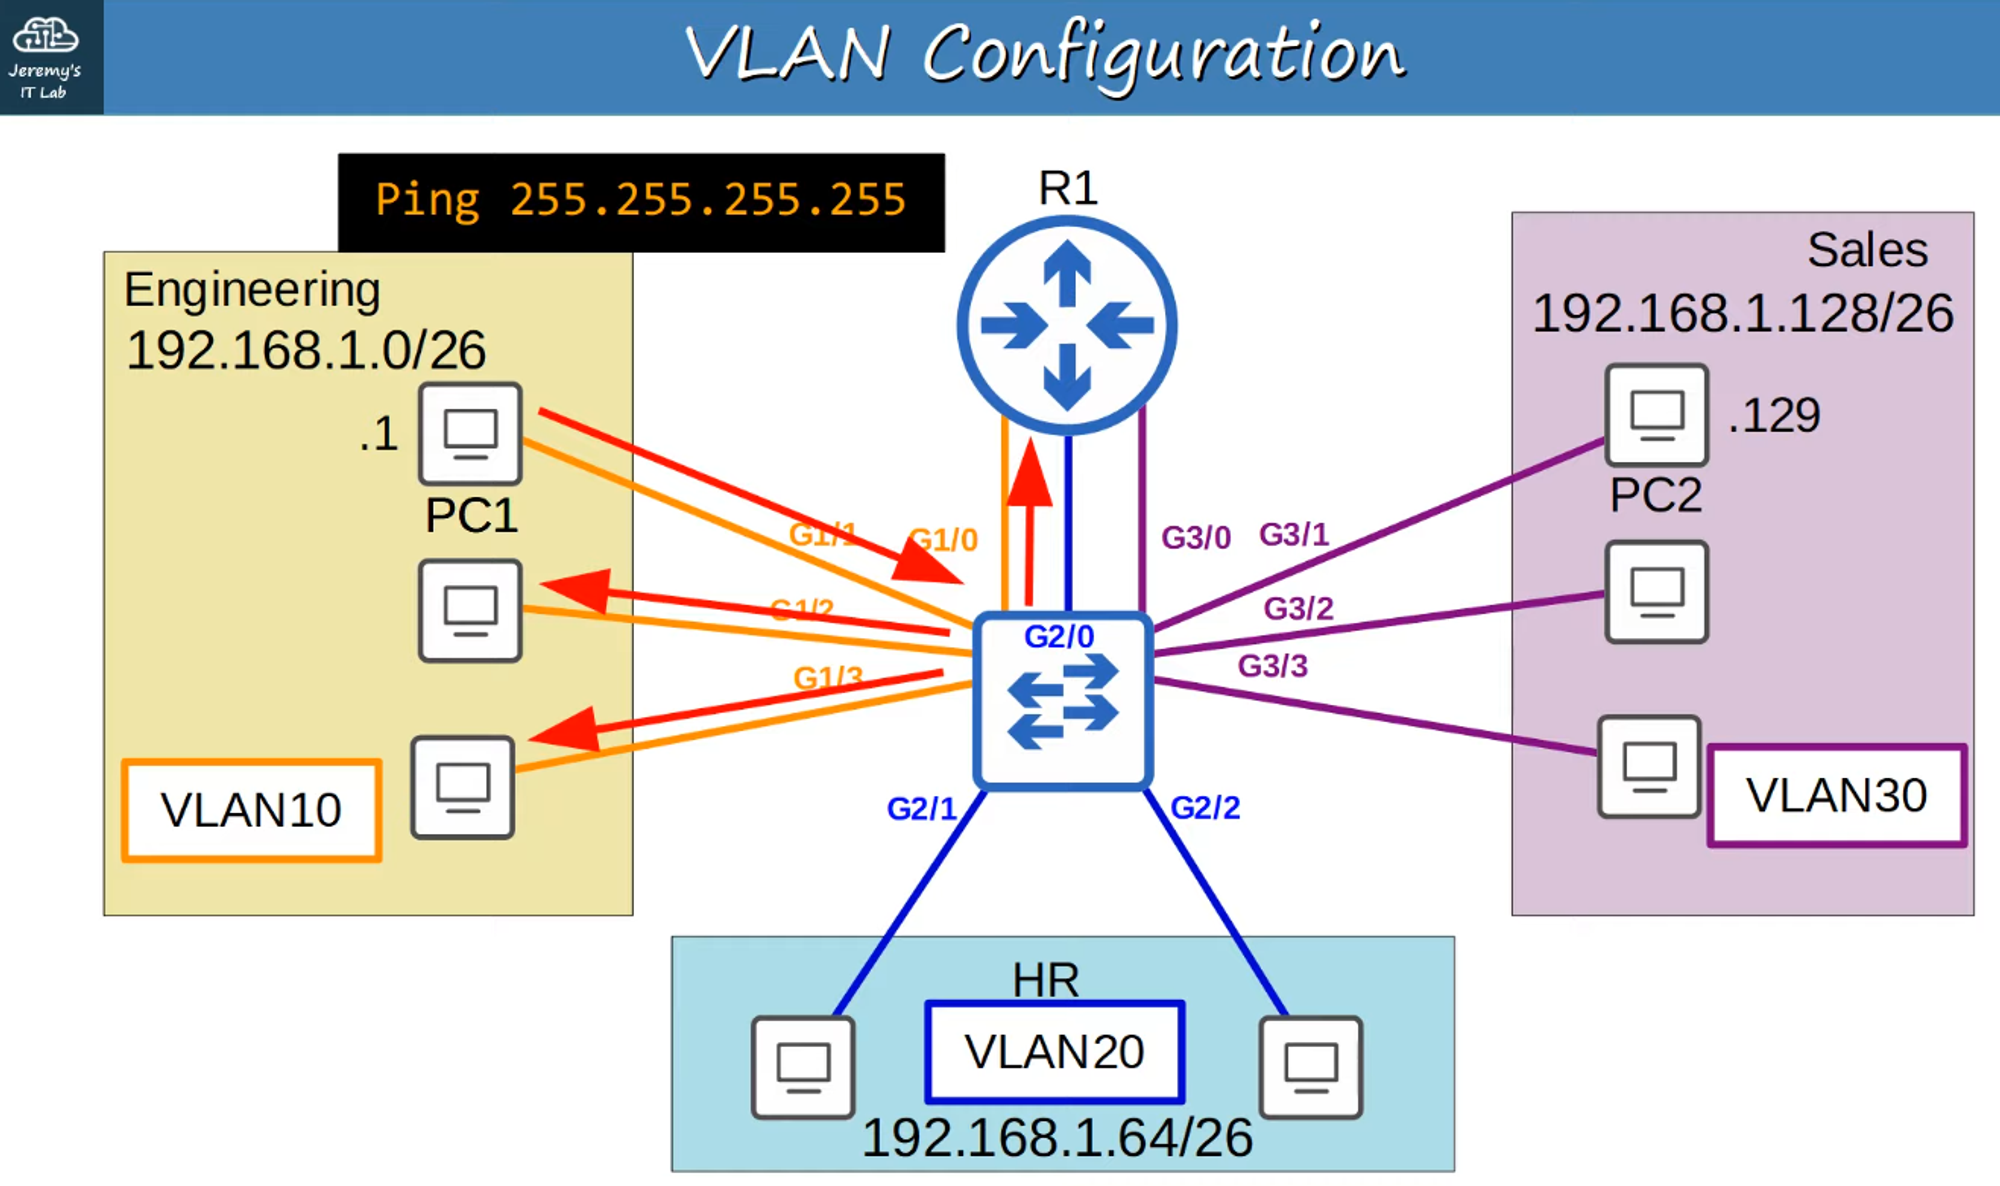 Jeremy's
IT Lab
VLAN Configuration
Ping 255.255.255.255
R1
Engineering
192.168.1.0/26
.1
PC1
Sales
192.168.1.128/26
.129
PC2
G1/1
G1/0
G3/0
G3/1
G1/2
G3/2
G2/0
G1/3
G3/3
VLAN10
VLAN30
G2/1
G2/2
HR
VLAN20
192.168.1.64/26